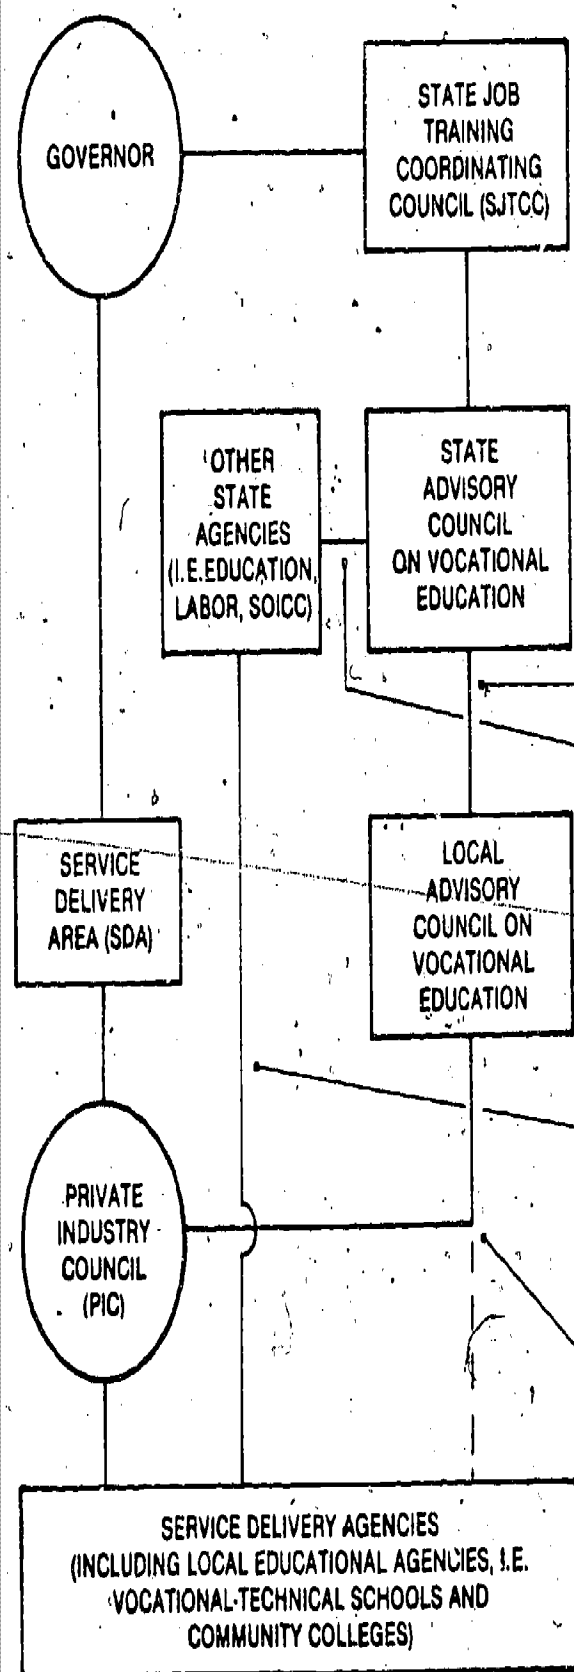 GOVERNOR
STATE JOB
TRAINING
COORDINATING
COUNCIL (SJTCC)
OTHER
STATE
AGENCIES
(I.E.EDUCATION,
LABOR, SOICC)
STATE
ADVISORY
COUNCIL
ON VOCATIONAL
EDUCATION
SERVICE
DELIVERY
AREA (SDA)
LOCAL
ADVISORY
COUNCIL ON
VOCATIONAL
EDUCATION
PRIVATE
INDUSTRY
COUNCIL
(PIC)
SERVICE DELIVERY AGENCIES
(INCLUDING LOCAL EDUCATIONAL AGENCIES, I.E.
VOCATIONAL-TECHNICAL SCHOOLS AND
COMMUNITY COLLEGES)